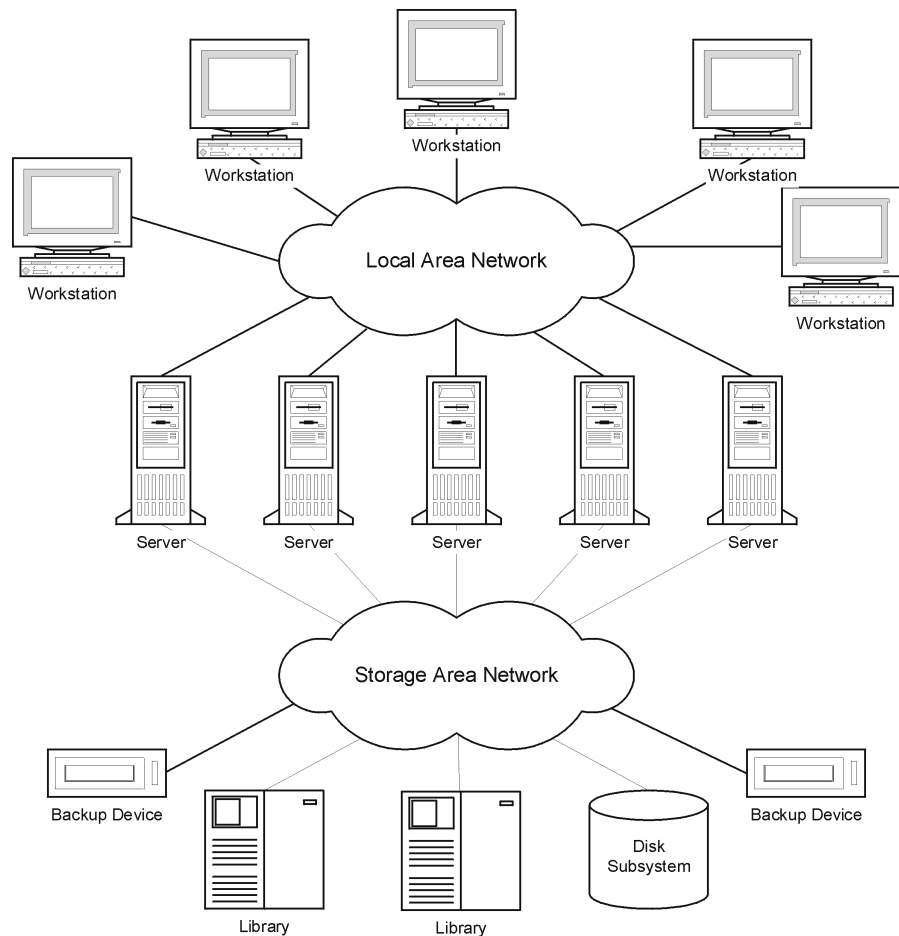 Workstation
Workstation
Workstation
Workstation
Workstation
Local Area Network
Server
Server
Server
Server
Server
Storage Area Network
Backup Device
Backup Device
Disk
Subsystem
Library
Library